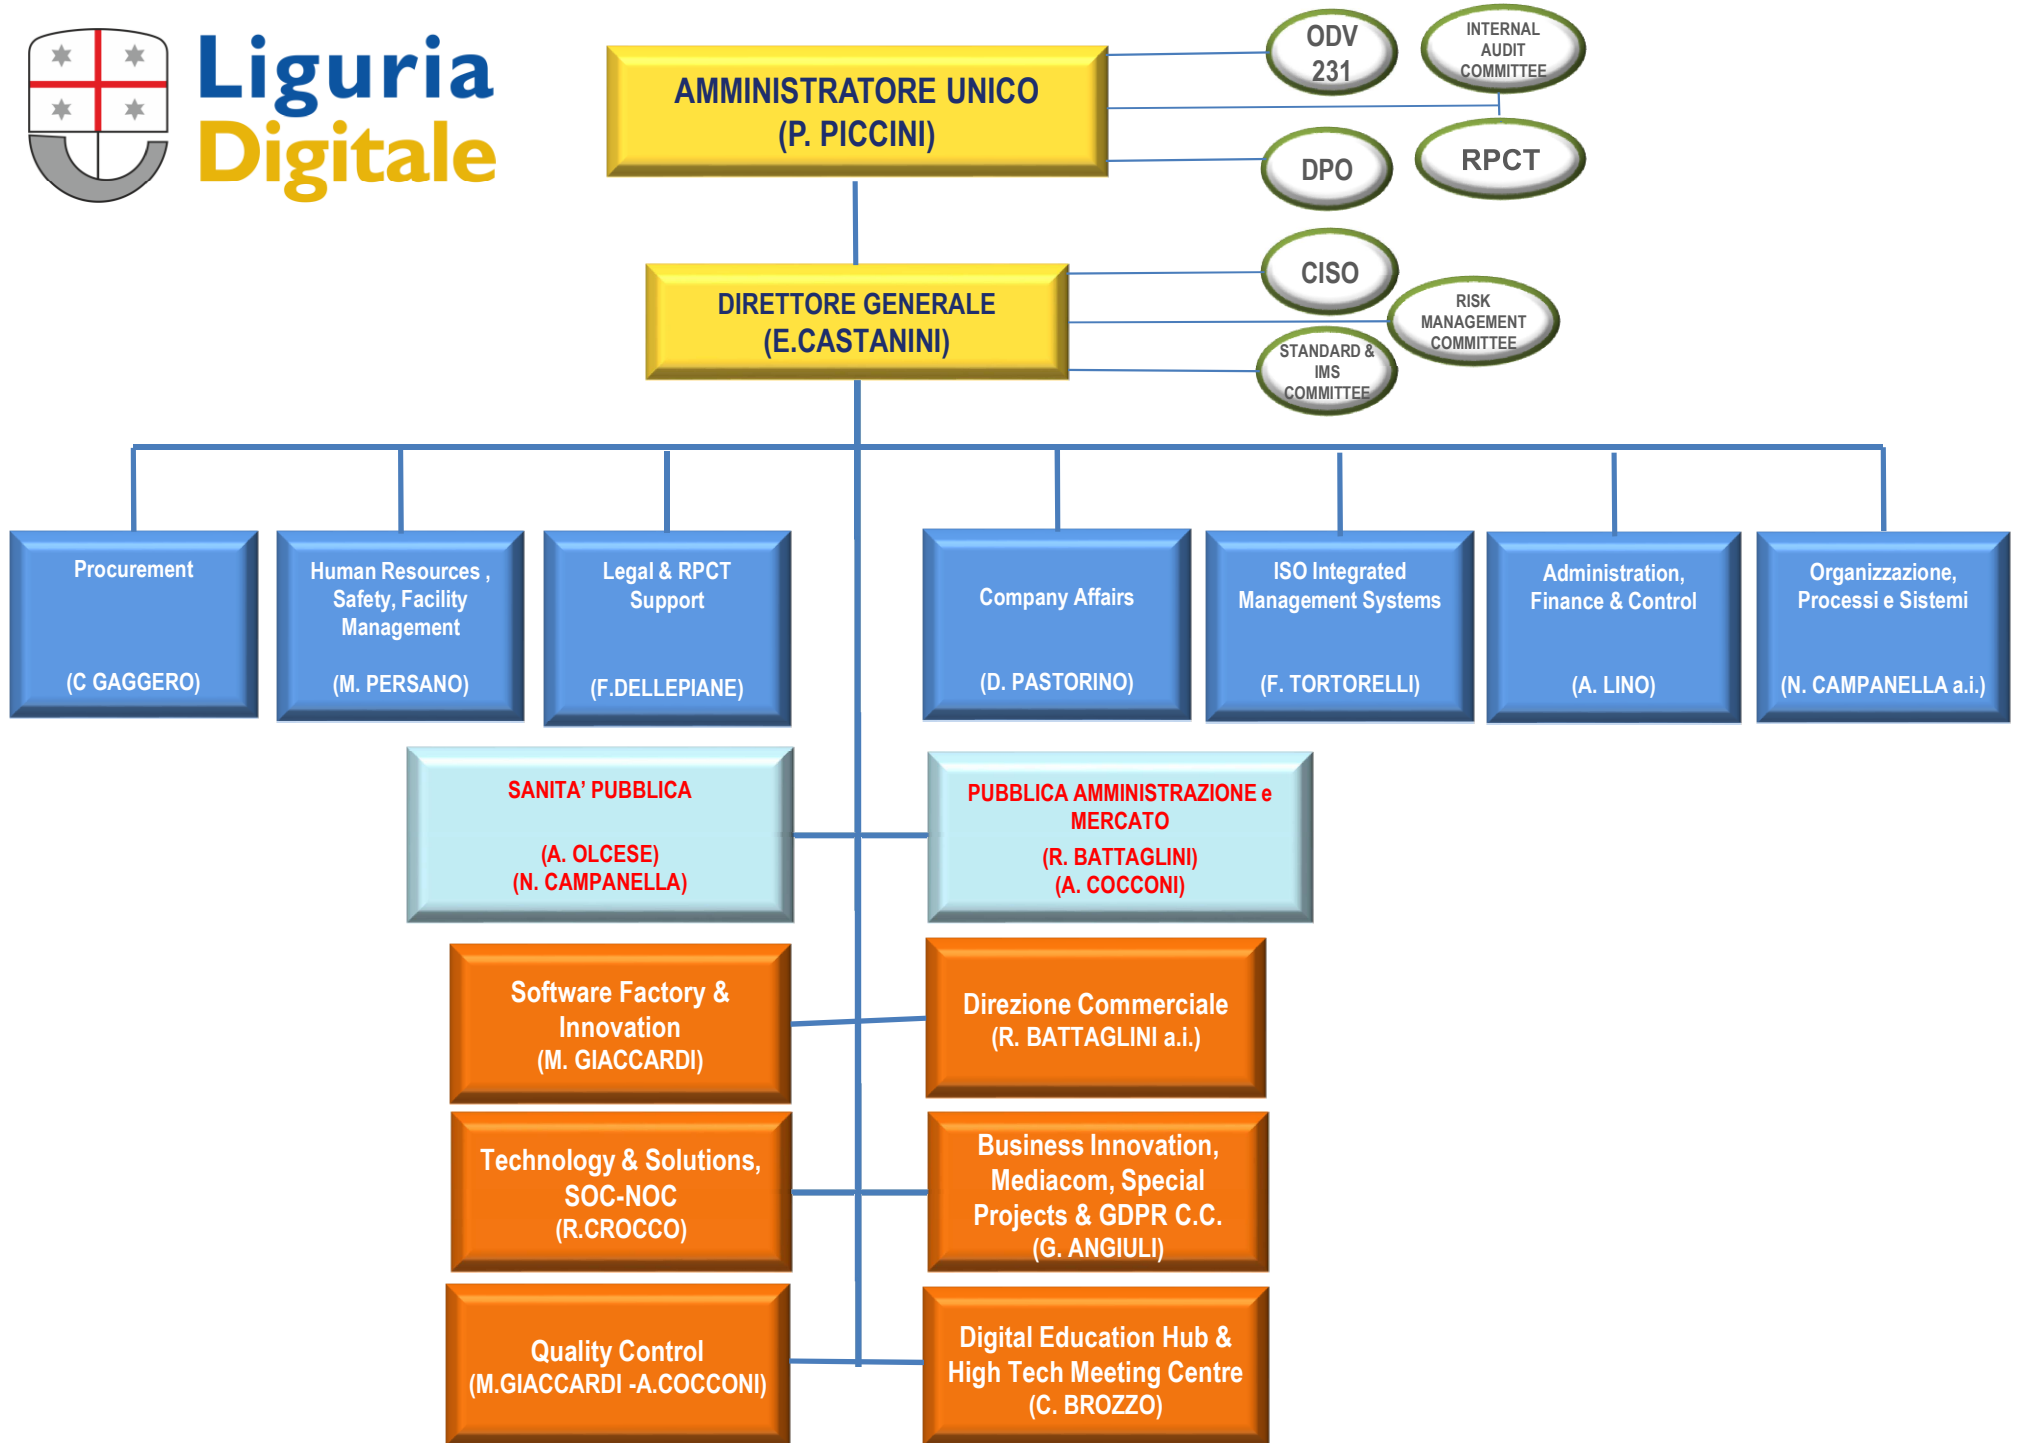 Liguria
Digitale
AMMINISTRATORE UNICO
(P. PICCINI)
ODV
231
INTERNAL
AUDIT
COMMITTEE
DPO
RPCT
DIRETTORE GENERALE
(E.CASTANINI)
CISO
RISK
MANAGEMENT
COMMITTEE
STANDARD &
IMS
COMMITTEE
Procurement
(C GAGGERO)
Human Resources ,
Safety, Facility
Management
(M. PERSANO)
Legal & RPCT
Support
(F.DELLEPIANE)
Company Affairs
(D. PASTORINO)
ISO Integrated
Management Systems
(F. TORTORELLI)
Administration,
Finance & Control
(A. LINO)
Organizzazione,
Processi e Sistemi
(N. CAMPANELLA a.i.)
SANITA’ PUBBLICA
(A. OLCESE)
(N. CAMPANELLA)
PUBBLICA AMMINISTRAZIONE e
MERCATO
(R. BATTAGLINI)
(A. COCCONI)
Software Factory &
Innovation
(M. GIACCARDI)
Direzione Commerciale
(R. BATTAGLINI a.i.)
Technology & Solutions,
SOC-NOC
(R.CROCCO)
Business Innovation,
Mediacom, Special
Projects & GDPR C.C.
(G. ANGIULI)
Quality Control
(M.GIACCARDI -A.COCCONI)
Digital Education Hub &
High Tech Meeting Centre
(C. BROZZO)